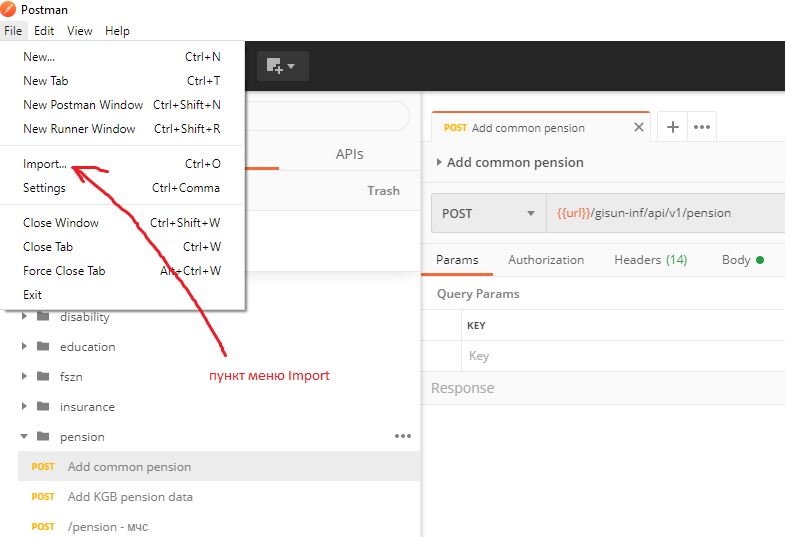 Postman
File Edit View Help
New... Ctrl+N
New Tab Ctrl+T
New Postman Window Ctrl+Shift+N
New Runner Window Ctrl+Shift+R
Import... Ctrl+O
Settings Ctrl+Comma
Close Window Ctrl+Shift+W
Close Tab Ctrl+W
Force Close Tab Alt+Ctrl+W
Exit
APIs
Trash
disability
education
fszn
пункт меню Import
insurance
pension
POST Add common pension
POST Add KGB pension data
POST /pension - мчс
POST Add common pension
Add common pension
POST {{url}}/gisun-inf/api/v1/pension
Params Authorization Headers (14) Body
Query Params
KEY
Key
Response